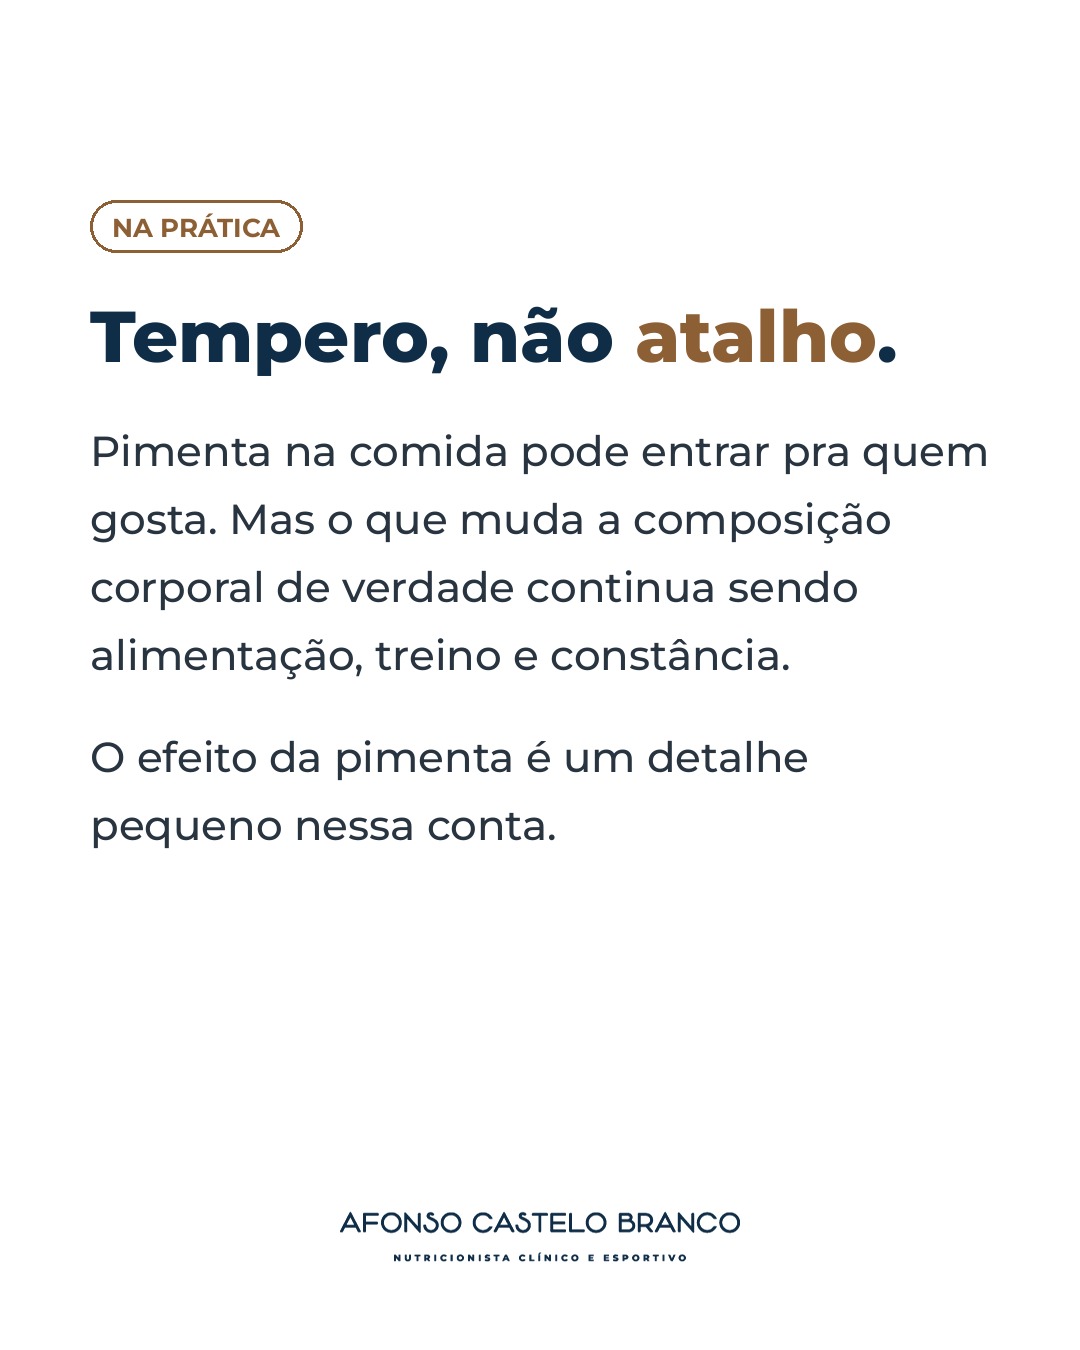 NA PRÁTICA
Tempero, não atalho.
Pimenta na comida pode entrar pra quem
gosta. Mas o que muda a composição
corporal de verdade continua sendo
alimentação, treino e constância.
O efeito da pimenta é um detalhe
pequeno nessa conta.
AFONSO CASTELO BRANCO
NUTRICIONISTA CLÍNICO E ESPORTIVO